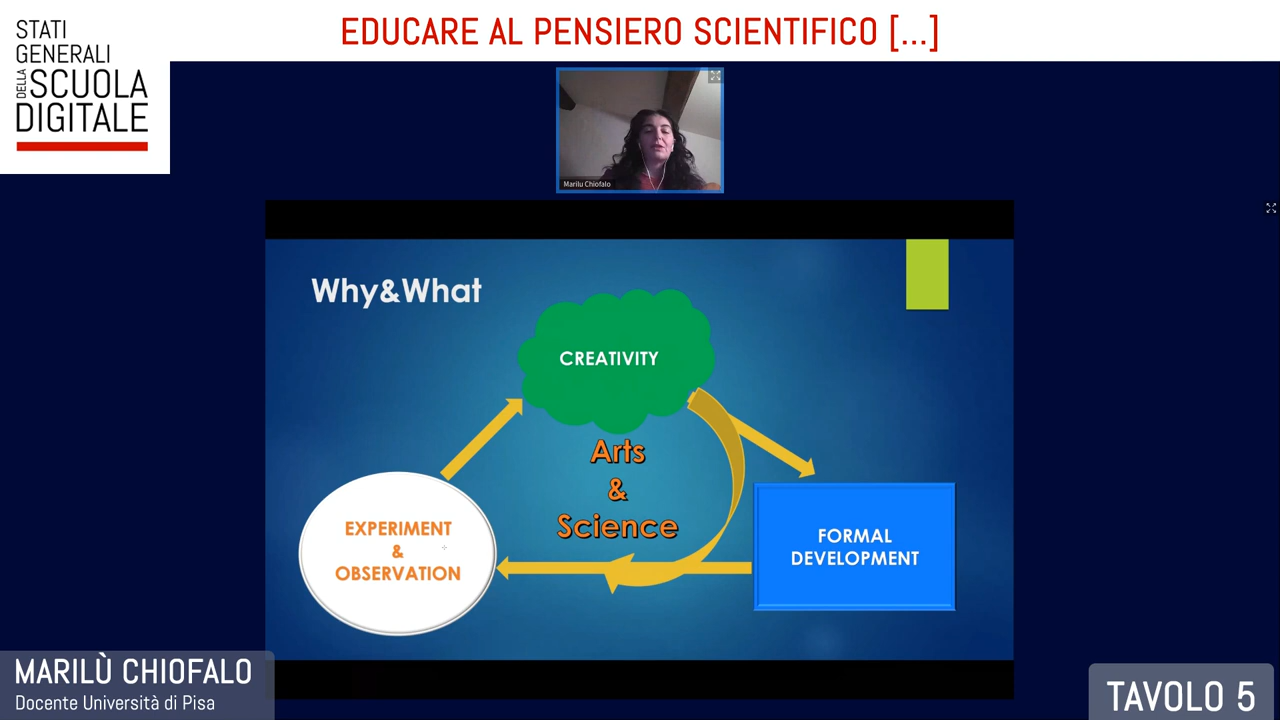 STATI
GENERALI
DELLA SCUOLA
DIGITALE
EDUCARE AL PENSIERO SCIENTIFICO [...]
Marilu Chiofalo
Why&What
CREATIVITY
Arts
&
Science
EXPERIMENT
&
OBSERVATION
FORMAL
DEVELOPMENT
MARILÙ CHIOFALO
Docente Università di Pisa
TAVOLO 5